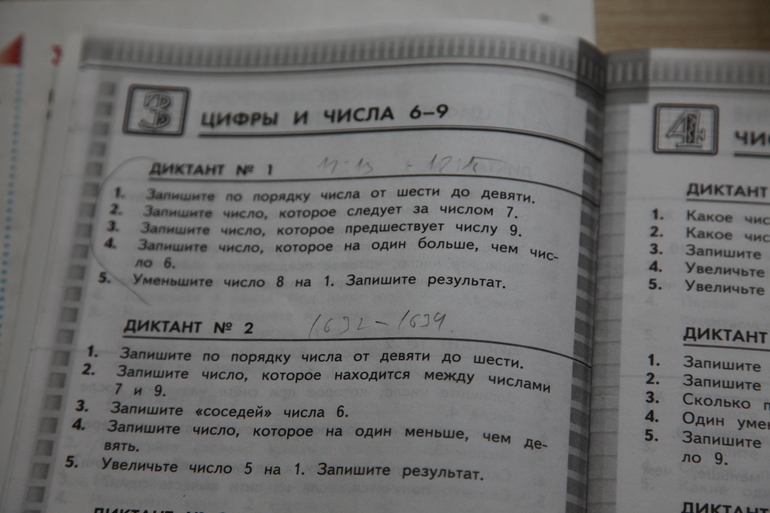 3 ЦИФРЫ И ЧИСЛА 6–9
ДИКТАНТ № 1
1. Запишите по порядку числа от шести до девяти.
2. Запишите число, которое следует за числом 7.
3. Запишите число, которое предшествует числу 9.
4. Запишите число, которое на один больше, чем чис-
ло 6.
5. Уменьшите число 8 на 1. Запишите результат.
ДИКТАНТ № 2 1632–1634
1. Запишите по порядку числа от девяти до шести.
2. Запишите число, которое находится между числами
7 и 9.
3. Запишите «соседей» числа 6.
4. Запишите число, которое на один меньше, чем де-
вять.
5. Увеличьте число 5 на 1. Запишите результат.
4
ДИКТАНТ
1. Какое
2. Какое
3. Запишите
4. Увеличьте
5. Увеличьте
ДИКТАНТ
1. Запишите
2. Запишите
3. Сколько
4. Один
5. Запишите
ло 9.
ДИКТАНТ